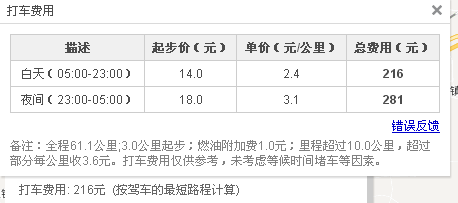 打车费用
描述 起步价（元） 单价（元/公里） 总费用（元）
白天（05:00-23:00） 14.0 2.4 216
夜间（23:00-05:00） 18.0 3.1 281
错误反馈
备注：全程61.1公里;3.0公里起步；燃油附加费1.0元；里程超过10.0公里，超过
部分每公里收3.6元。打车费用仅供参考，未考虑等候时间堵车等因素。
打车费用: 216元 (按驾车的最短路程计算)